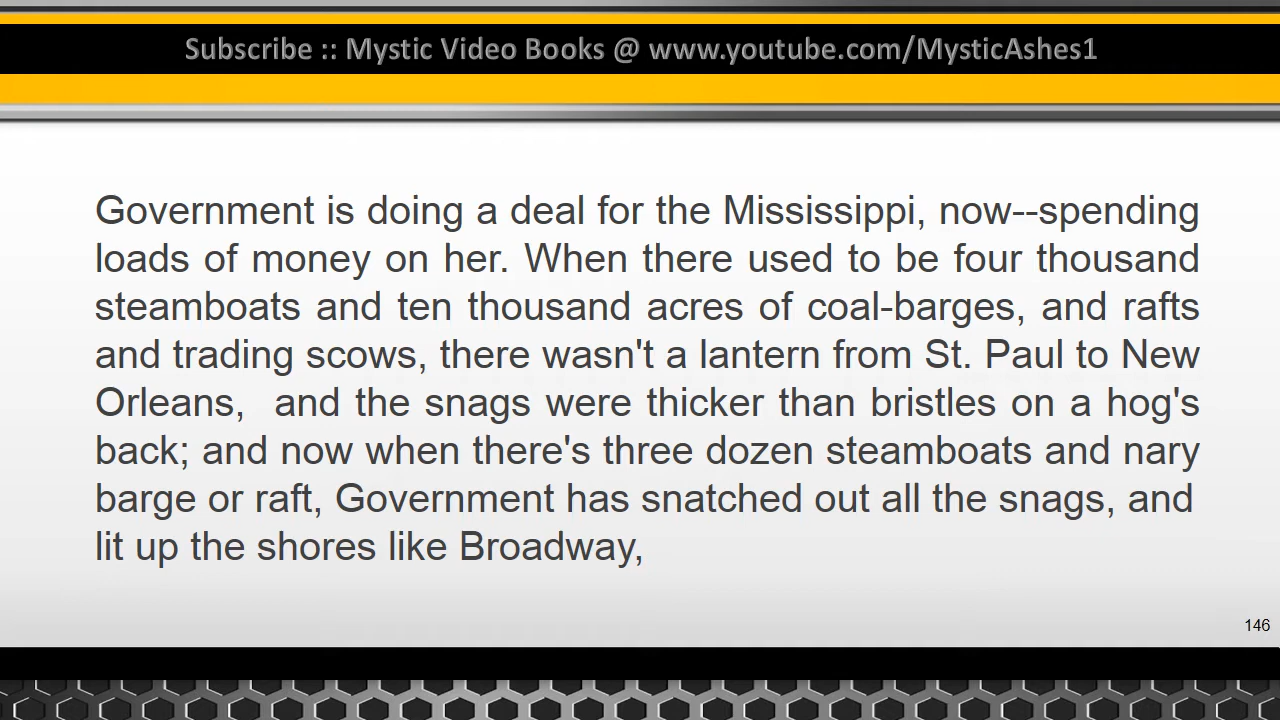 Subscribe :: Mystic Video Books @ www.youtube.com/MysticAshes1
Government is doing a deal for the Mississippi, now--spending
loads of money on her. When there used to be four thousand
steamboats and ten thousand acres of coal-barges, and rafts
and trading scows, there wasn't a lantern from St. Paul to New
Orleans,  and the snags were thicker than bristles on a hog's
back; and now when there's three dozen steamboats and nary
barge or raft, Government has snatched out all the snags, and
lit up the shores like Broadway,
146